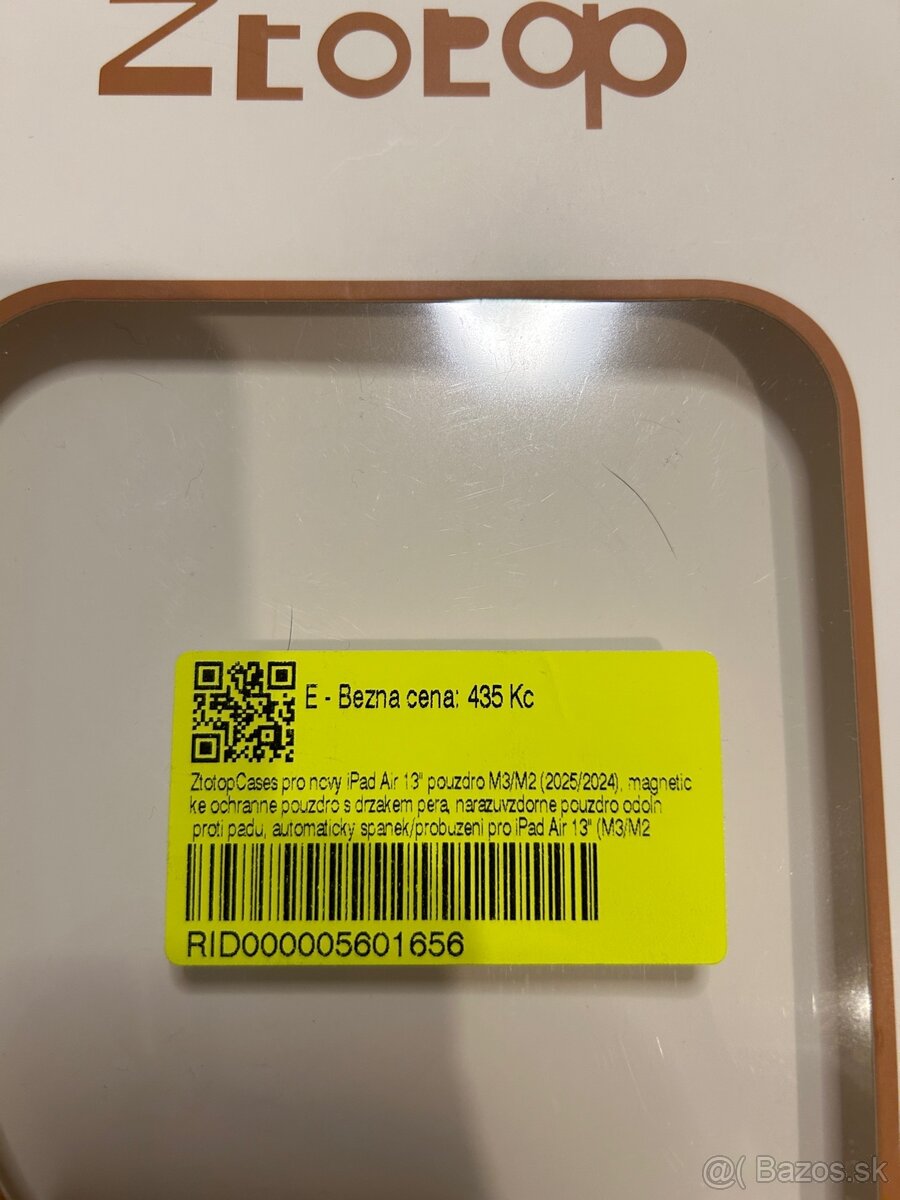 Ztotop
E - Bezna cena: 435 Kc
ZtotopCases pro novy iPad Air 13" pouzdro M3/M2 (2025/2024), magnetic
ke ochranne pouzdro s drzakem pera, narazuvzdorne pouzdro odoln
proti padu, automaticky spanek/probuzeni pro iPad Air 13" (M3/M2
RID000005601656
@( Bazos.sk